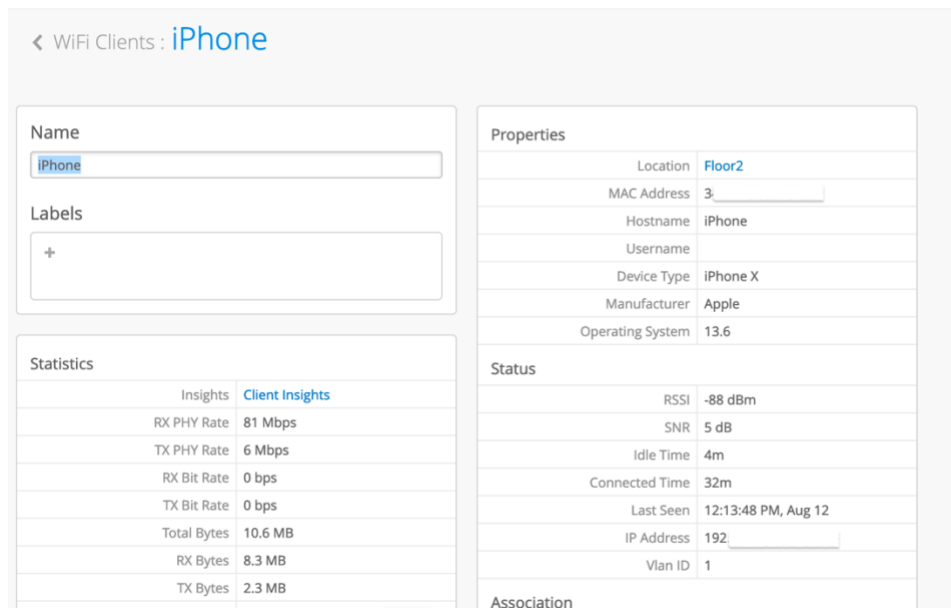 WiFi Clients : iPhone
Name
iPhone
Labels
+
Statistics
Insights Client Insights
RX PHY Rate 81 Mbps
TX PHY Rate 6 Mbps
RX Bit Rate 0 bps
TX Bit Rate 0 bps
Total Bytes 10.6 MB
RX Bytes 8.3 MB
TX Bytes 2.3 MB
Properties
Location Floor2
MAC Address 3
Hostname iPhone
Username
Device Type iPhone X
Manufacturer Apple
Operating System 13.6
Status
RSSI -88 dBm
SNR 5 dB
Idle Time 4m
Connected Time 32m
Last Seen 12:13:48 PM, Aug 12
IP Address 192
Vlan ID 1
Association